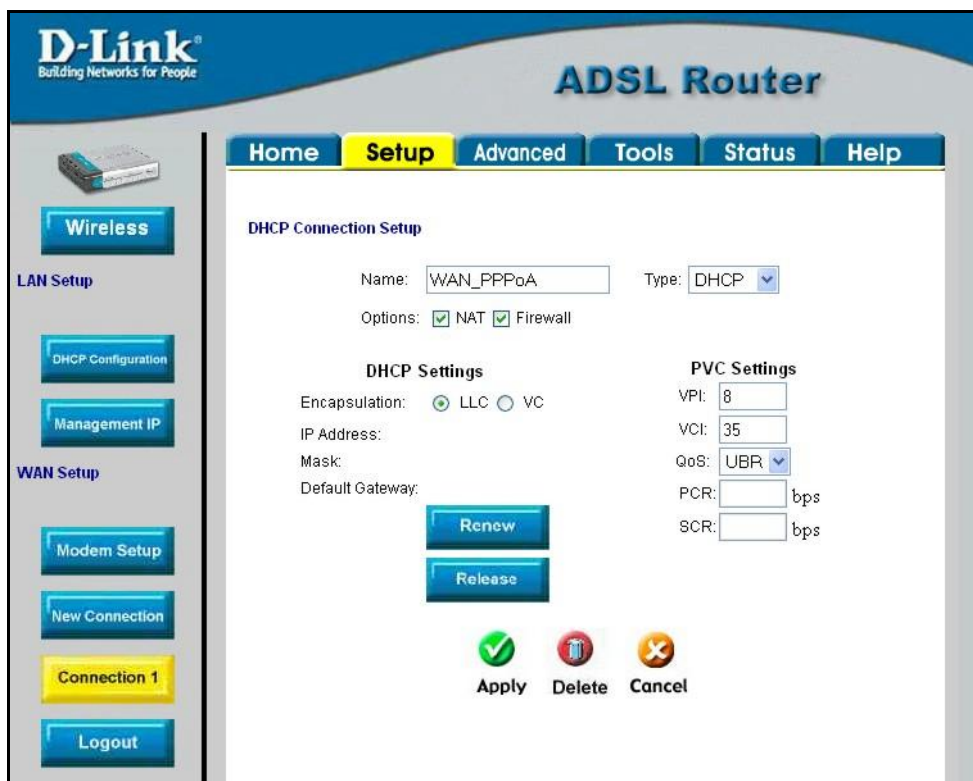 D-Link®
Building Networks for People
ADSL Router
Home Setup Advanced Tools Status Help
Wireless
LAN Setup
DHCP Configuration
Management IP
WAN Setup
Modem Setup
New Connection
Connection 1
Logout
DHCP Connection Setup
Name: WAN_PPPoA Type: DHCP
Options: NAT Firewall
DHCP Settings
Encapsulation: LLC VC
IP Address:
Mask:
Default Gateway:
Renew
Release
PVC Settings
VPI: 8
VCI: 35
QoS: UBR
PCR: bps
SCR: bps
Apply Delete Cancel